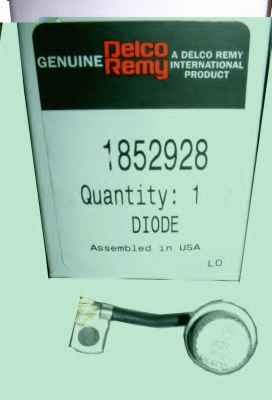 GENUINE Delco Remy A DELCO REMY INTERNATIONAL PRODUCT
1852928
Quantity: 1
DIODE
Assembled in USA
LO